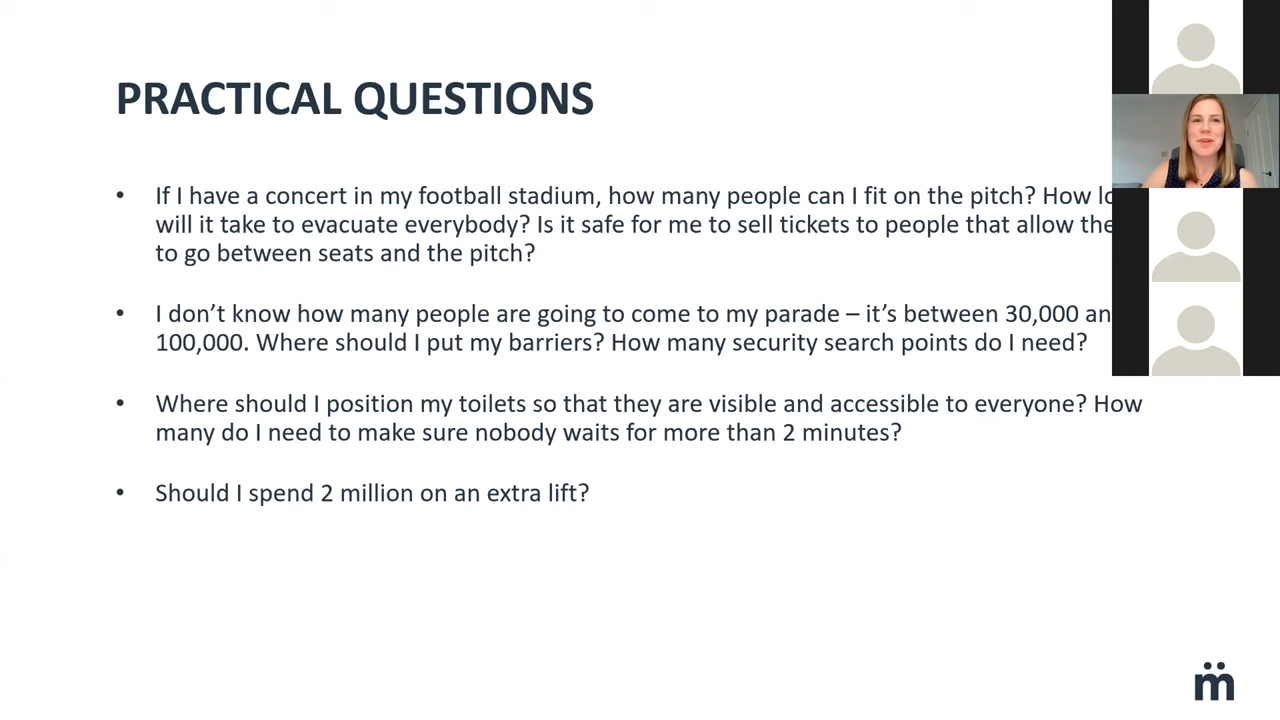 PRACTICAL QUESTIONS
• If I have a concert in my football stadium, how many people can I fit on the pitch? How
will it take to evacuate everybody? Is it safe for me to sell tickets to people that allow
to go between seats and the pitch?
• I don’t know how many people are going to come to my parade – it’s between 30,000
100,000. Where should I put my barriers? How many security search points do I need?
• Where should I position my toilets so that they are visible and accessible to everyone? How
many do I need to make sure nobody waits for more than 2 minutes?
• Should I spend 2 million on an extra lift?
m̈